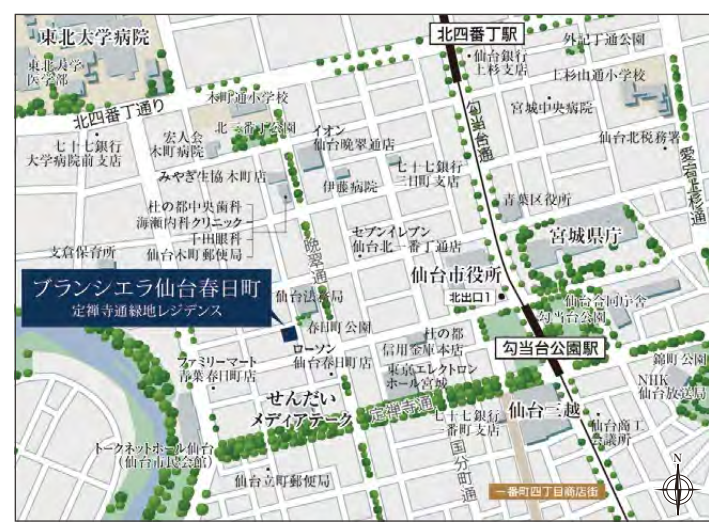 東北大学病院
東北大学
医学部
北四番丁駅
仙台銀行
上杉支店
外記丁通公園
上杉山通小学校
北四番丁通り
木町通小学校
北一番丁公園
勾当台通
宮城中央病院
七十七銀行
大学病院前支店
宏人会
木町病院
イオン
仙台晩翠通店
仙台北税務署
愛宕上杉通
みやぎ生協 木町店
伊藤病院
七十七銀行
二日町支店
杜の都中央歯科
海瀬内科クリニック
千田眼科
仙台木町郵便局
青葉区役所
宮城県庁
支倉保育所
晩翠通
セブンイレブン
仙台北一番丁通店
仙台市役所
北出口1
ブランシエラ仙台春日町
定禅寺通緑地レジデンス
仙台法務局
春日町公園
仙台合同庁舎
勾当台公園
杜の都
信用金庫本店
勾当台公園駅
ファミリーマート
青葉春日町店
ローソン
仙台春日町店
東京エレクトロン
ホール宮城
錦町公園
NHK
仙台放送局
せんだい
メディアテーク
定禅寺通
七十七銀行
一番町支店
仙台三越
仙台商工
会議所
トークネットホール仙台
(仙台市民会館)
国分町通
仙台立町郵便局
一番町四丁目商店街
N